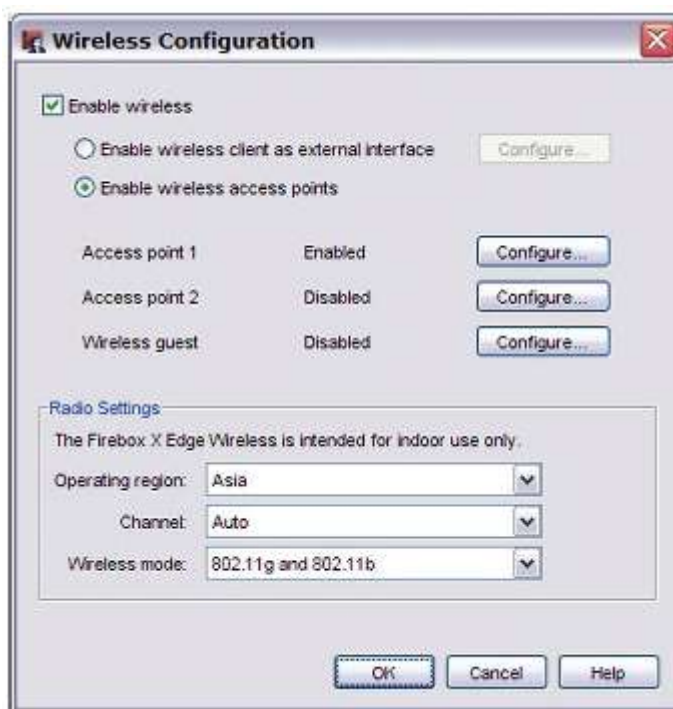 Wireless Configuration
Enable wireless
Enable wireless client as external interface Configure...
Enable wireless access points
Access point 1 Enabled Configure...
Access point 2 Disabled Configure...
Wireless guest Disabled Configure...
Radio Settings
The Firebox X Edge Wireless is intended for indoor use only.
Operating region: Asia
Channel: Auto
Wireless mode: 802.11g and 802.11b
OK Cancel Help